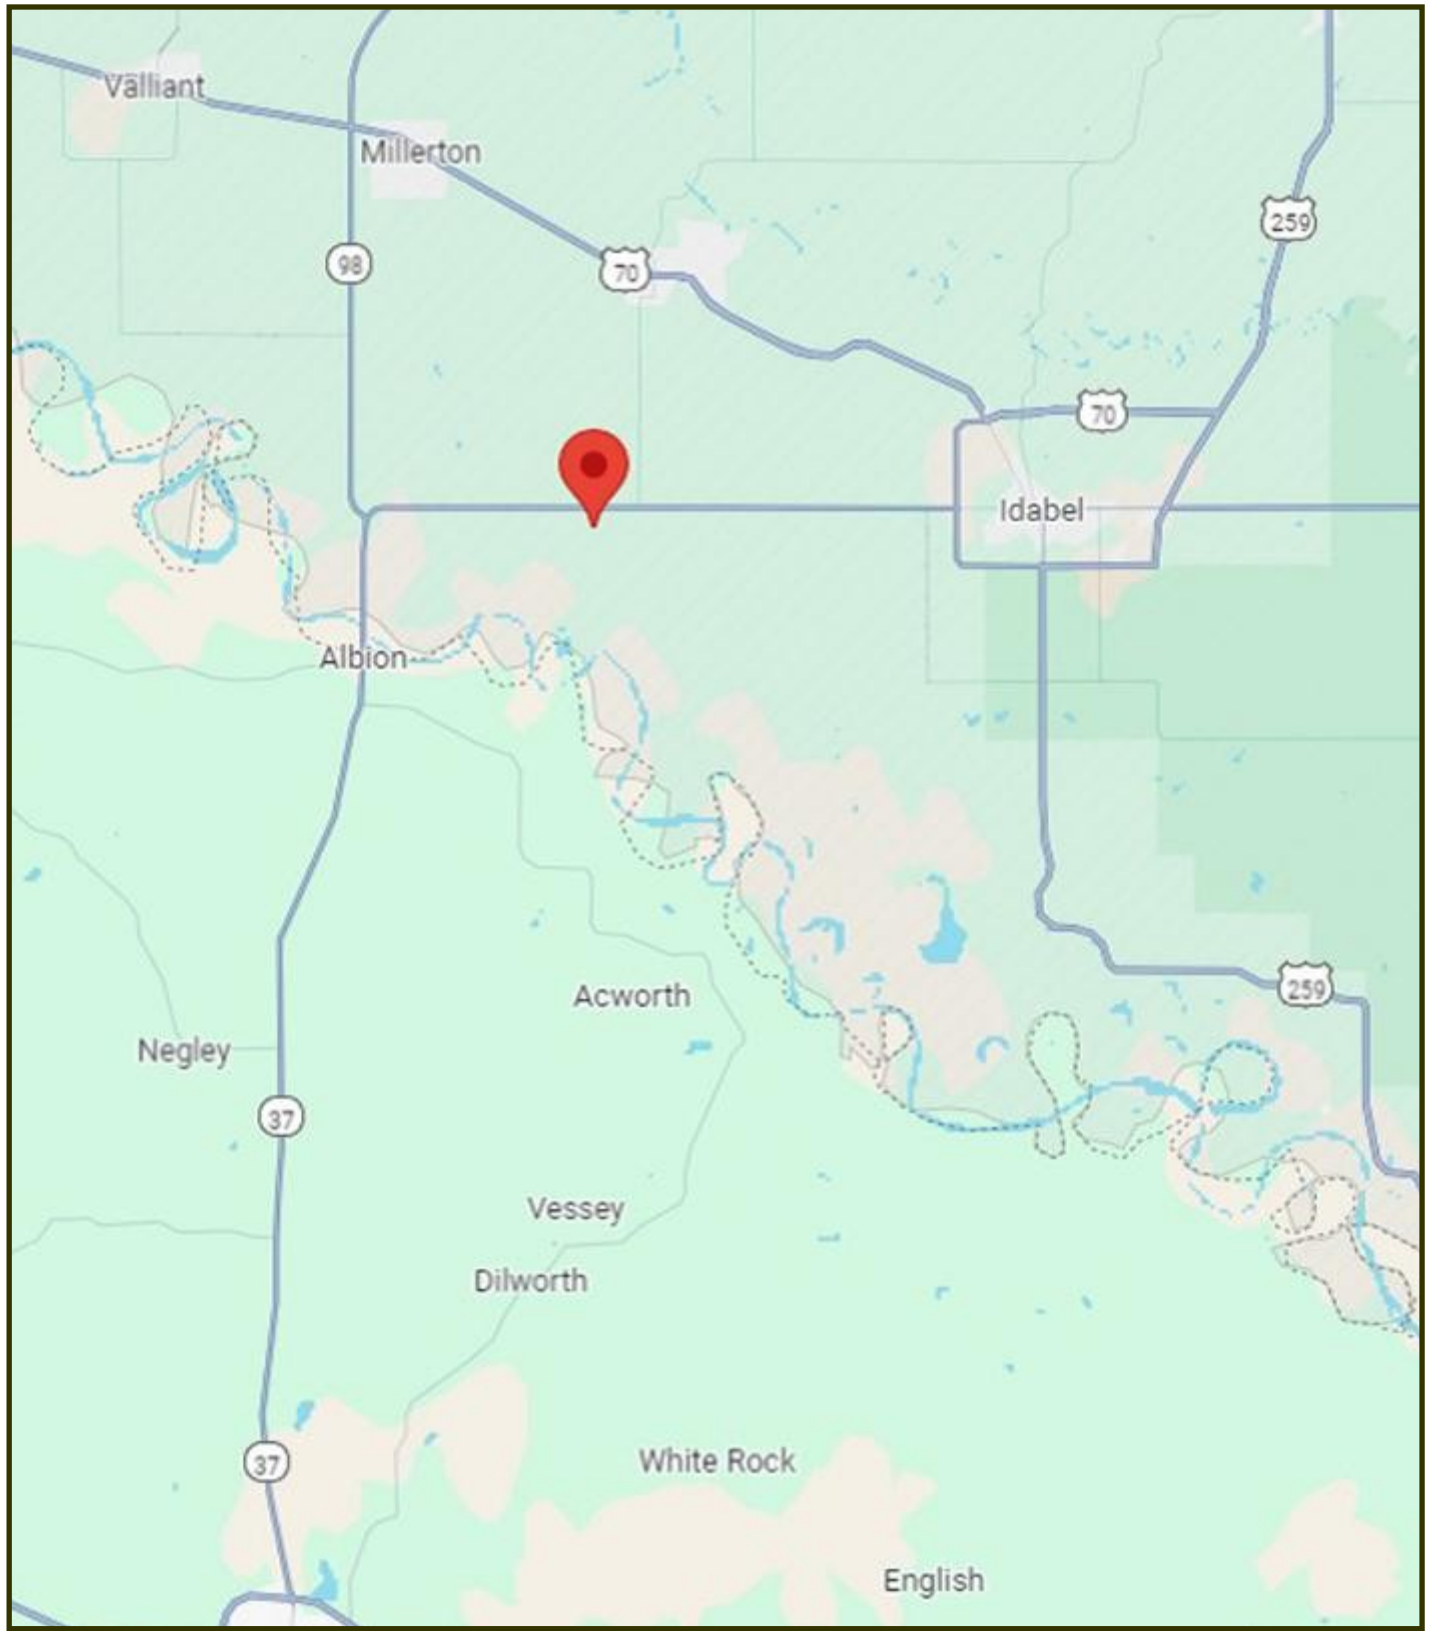 Valliant
Millerton
259
98
70
70
Idabel
Albion
259
Acworth
Negley
37
Vessey
Dilworth
White Rock
37
English